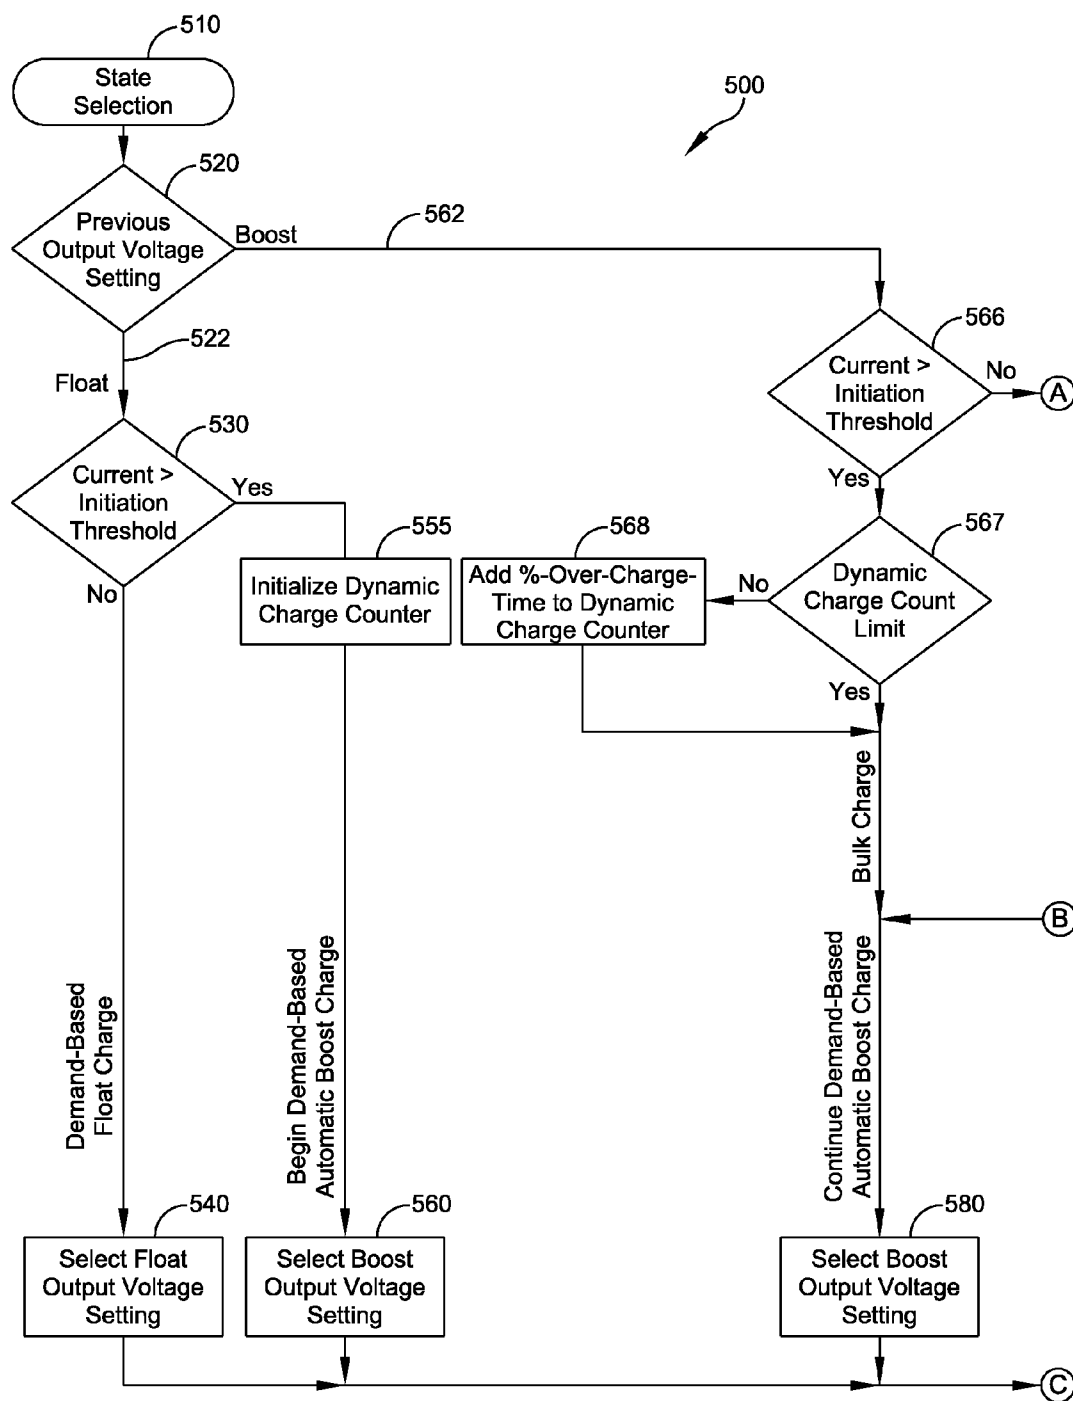 510
State
Selection
500
520
Previous
Output Voltage
Setting
Boost
562
522
Float
566
Current >
Initiation
Threshold
No
A
Yes
530
Current >
Initiation
Threshold
Yes
No
555
Initialize Dynamic
Charge Counter
568
Add %-Over-Charge-
Time to Dynamic
Charge Counter
No
567
Dynamic
Charge Count
Limit
Yes
Bulk Charge
B
Demand-Based
Float Charge
Begin Demand-Based
Automatic Boost Charge
Continue Demand-Based
Automatic Boost Charge
540
Select Float
Output Voltage
Setting
560
Select Boost
Output Voltage
Setting
580
Select Boost
Output Voltage
Setting
C